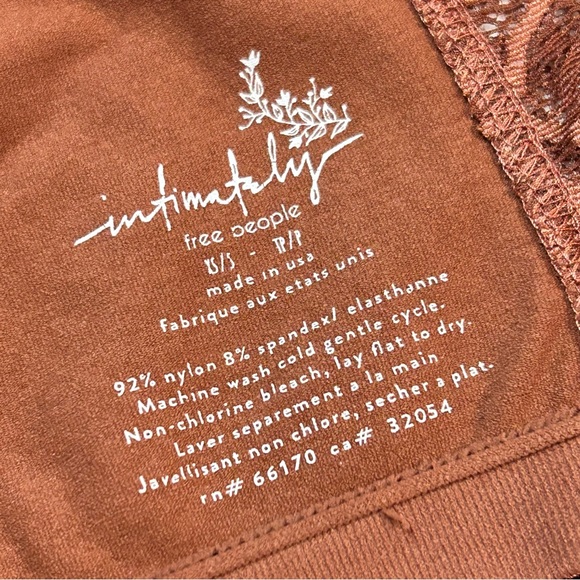 intimately
free people
XS/S - TP/P
made in usa
Fabrique aux etats unis
92% nylon 8% spandex/ elasthanne
Machine wash cold gentle cycle.
Non-chlorine bleach, lay flat to dry.
Laver separement a la main
Javellisant non chlore, secher a plat.
rn# 66170 ca# 32054